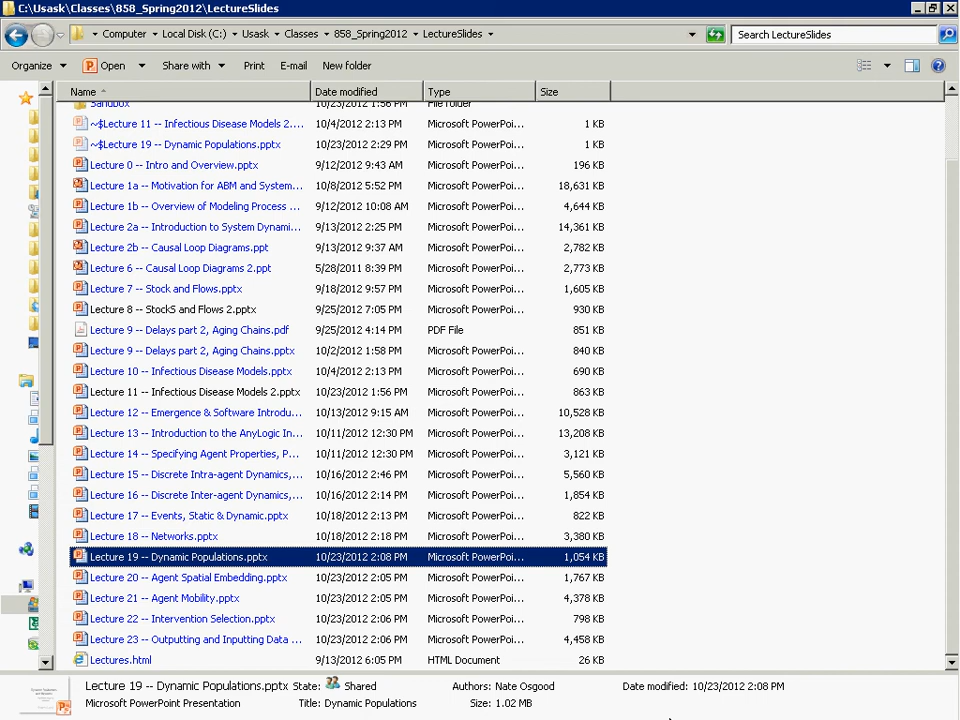 C:\Usask\Classes\858_Spring2012\LectureSlides
Computer Local Disk (C:) Usask Classes 858_Spring2012 LectureSlides Search LectureSlides
Organize Open Share with Print E-mail New folder
Name Date modified Type Size
Sandbox 10/23/2012 1:56 PM File folder
~$Lecture 11 -- Infectious Disease Models 2.... 10/4/2012 2:13 PM Microsoft PowerPoi... 1 KB
~$Lecture 19 -- Dynamic Populations.pptx 10/23/2012 2:29 PM Microsoft PowerPoi... 1 KB
Lecture 0 -- Intro and Overview.pptx 9/12/2012 9:43 AM Microsoft PowerPoi... 196 KB
Lecture 1a -- Motivation for ABM and System... 10/8/2012 5:52 PM Microsoft PowerPoi... 18,631 KB
Lecture 1b -- Overview of Modeling Process ... 9/12/2012 10:08 AM Microsoft PowerPoi... 4,644 KB
Lecture 2a -- Introduction to System Dynami... 9/13/2012 2:25 PM Microsoft PowerPoi... 14,361 KB
Lecture 2b -- Causal Loop Diagrams.ppt 9/13/2012 9:37 AM Microsoft PowerPoi... 2,782 KB
Lecture 6 -- Causal Loop Diagrams 2.ppt 5/28/2011 8:39 PM Microsoft PowerPoi... 2,773 KB
Lecture 7 -- Stock and Flows.pptx 9/18/2012 9:57 PM Microsoft PowerPoi... 1,605 KB
Lecture 8 -- StockS and Flows 2.pptx 9/25/2012 7:05 PM Microsoft PowerPoi... 930 KB
Lecture 9 -- Delays part 2, Aging Chains.pdf 9/25/2012 4:14 PM PDF File 851 KB
Lecture 9 -- Delays part 2, Aging Chains.pptx 10/2/2012 1:58 PM Microsoft PowerPoi... 840 KB
Lecture 10 -- Infectious Disease Models.pptx 10/4/2012 2:13 PM Microsoft PowerPoi... 690 KB
Lecture 11 -- Infectious Disease Models 2.pptx 10/23/2012 1:56 PM Microsoft PowerPoi... 863 KB
Lecture 12 -- Emergence & Software Introdu... 10/13/2012 9:15 AM Microsoft PowerPoi... 10,528 KB
Lecture 13 -- Introduction to the AnyLogic In... 10/11/2012 12:30 PM Microsoft PowerPoi... 13,208 KB
Lecture 14 -- Specifying Agent Properties, P... 10/11/2012 12:30 PM Microsoft PowerPoi... 3,121 KB
Lecture 15 -- Discrete Intra-agent Dynamics,... 10/16/2012 2:46 PM Microsoft PowerPoi... 5,560 KB
Lecture 16 -- Discrete Inter-agent Dynamics,... 10/16/2012 2:14 PM Microsoft PowerPoi... 1,854 KB
Lecture 17 -- Events, Static & Dynamic.pptx 10/18/2012 2:13 PM Microsoft PowerPoi... 822 KB
Lecture 18 -- Networks.pptx 10/18/2012 2:18 PM Microsoft PowerPoi... 3,380 KB
Lecture 19 -- Dynamic Populations.pptx 10/23/2012 2:08 PM Microsoft PowerPoi... 1,054 KB
Lecture 20 -- Agent Spatial Embedding.pptx 10/23/2012 2:05 PM Microsoft PowerPoi... 1,767 KB
Lecture 21 -- Agent Mobility.pptx 10/23/2012 2:05 PM Microsoft PowerPoi... 4,378 KB
Lecture 22 -- Intervention Selection.pptx 10/23/2012 2:06 PM Microsoft PowerPoi... 798 KB
Lecture 23 -- Outputting and Inputting Data ... 10/23/2012 2:06 PM Microsoft PowerPoi... 4,458 KB
Lectures.html 9/13/2012 6:05 PM HTML Document 26 KB
Lecture 19 -- Dynamic Populations.pptx State: Shared Authors: Nate Osgood Date modified: 10/23/2012 2:08 PM
Microsoft PowerPoint Presentation Title: Dynamic Populations Size: 1.02 MB